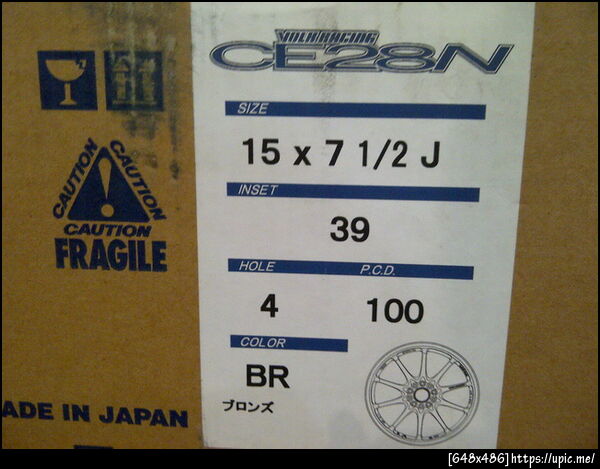 VOLK RACING
CE28N
SIZE
15 x 7 1/2 J
INSET
39
HOLE P.C.D.
4 100
COLOR
BR
ブロンズ
CAUTION
CAUTION
CAUTION
FRAGILE
ADE IN JAPAN
[648x486]https://upic.me/